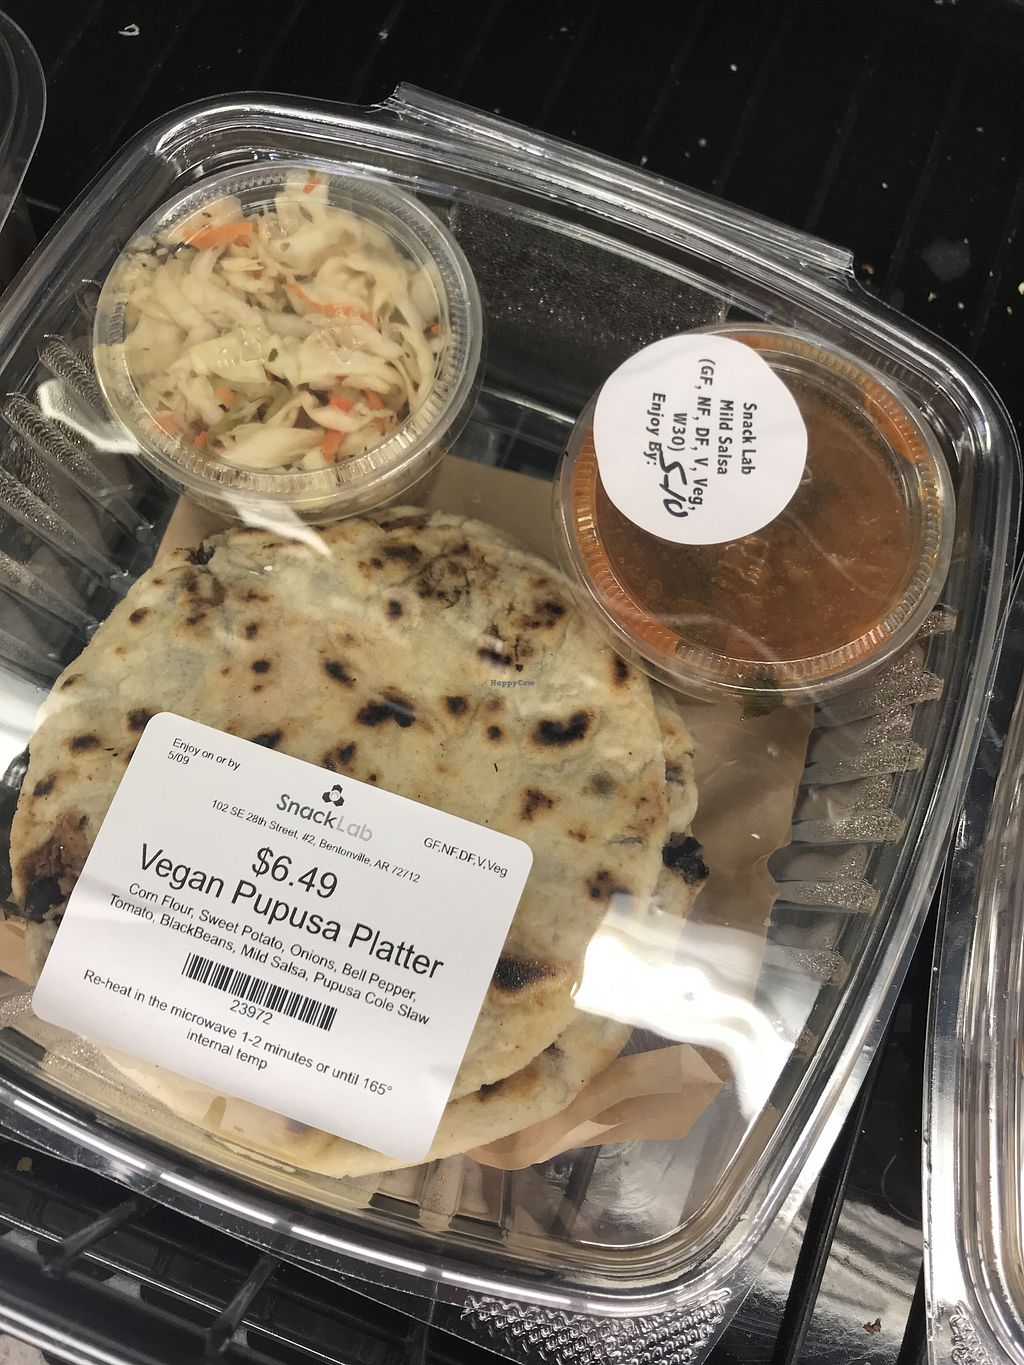 Snack Lab
Mild Salsa
(GF, NF, DF, V, Veg,
W30)
Enjoy By: 5-10
HappyCow
Enjoy on or by
5/09
SnackLab
102 SE 28th Street, #2, Bentonville, AR 72712
GF,NF,DF,V,Veg
$6.49
Vegan Pupusa Platter
Corn Flour, Sweet Potato, Onions, Bell Pepper,
Tomato, BlackBeans, Mild Salsa, Pupusa Cole Slaw
23972
Re-heat in the microwave 1-2 minutes or until 165°
internal temp